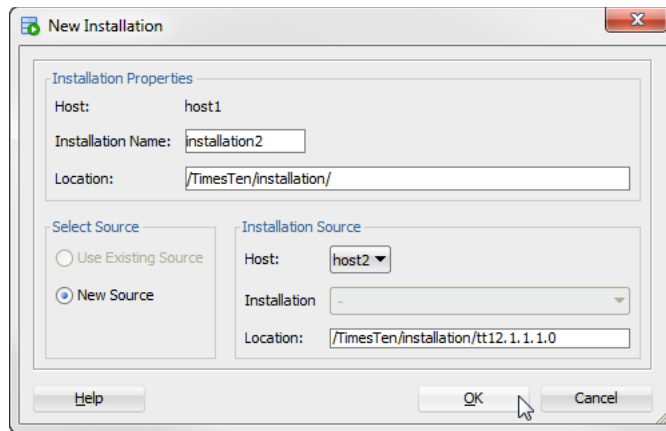 New Installation
Installation Properties
Host: host1
Installation Name: installation2
Location: /TimesTen/installation/
Select Source
Use Existing Source
New Source
Installation Source
Host: host2
Installation -
Location: /TimesTen/installation/tt12.1.1.1.0
Help OK Cancel